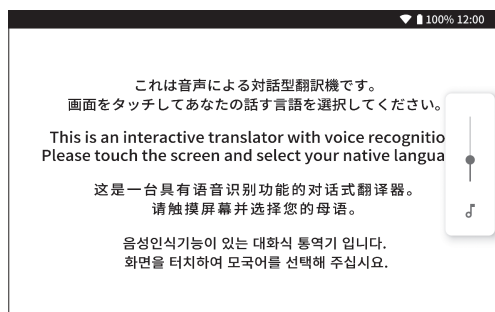 100% 12:00
これは音声による対話型翻訳機です。
画面をタッチしてあなたの話す言語を選択してください。
This is an interactive translator with voice recognitio
Please touch the screen and select your native langua
这是一台具有语音识别功能的对话式翻译器。
请触摸屏幕并选择您的母语。
음성인식기능이 있는 대화식 통역기 입니다.
화면을 터치하여 모국어를 선택해 주십시요.